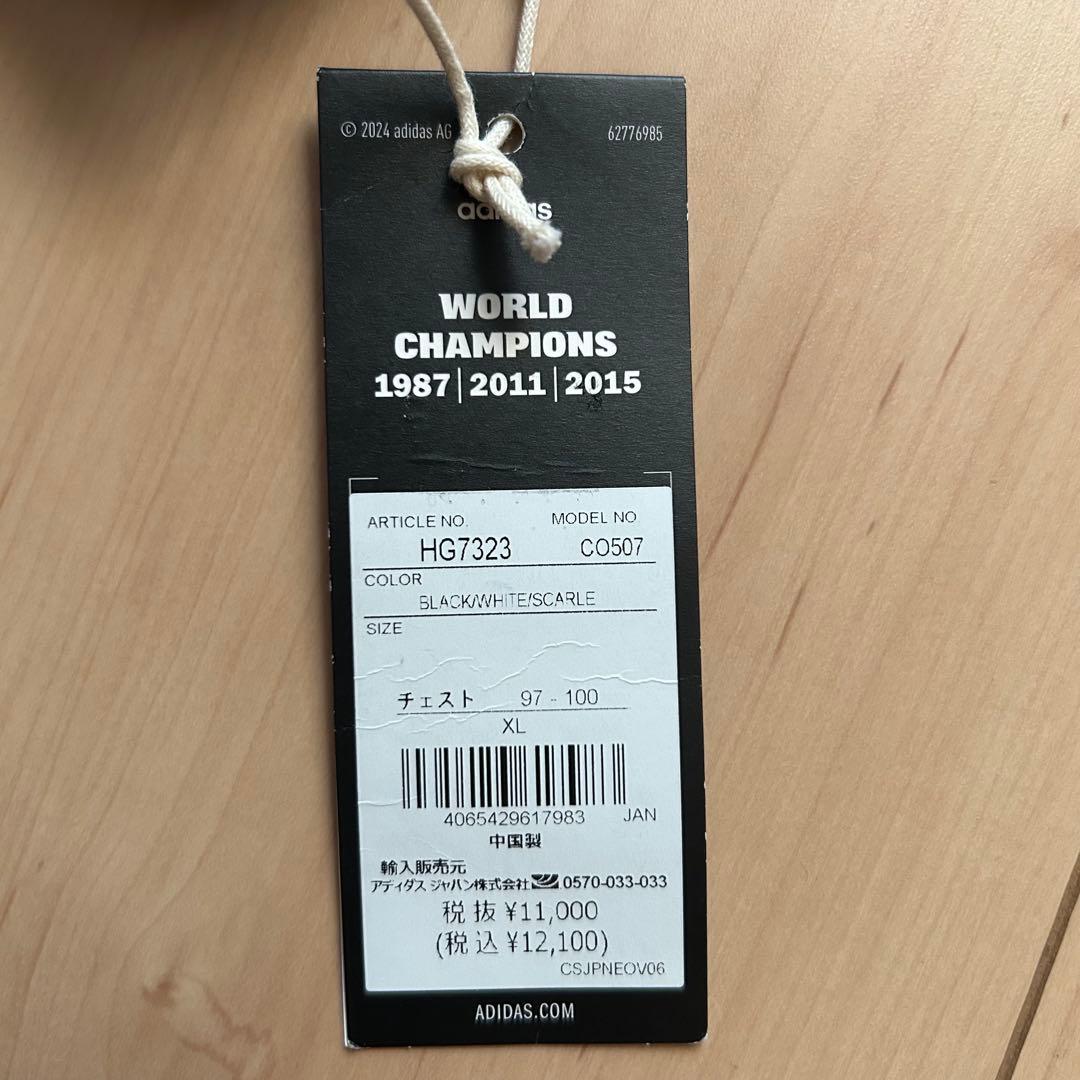 © 2024 adidas AG 62776985
adidas
WORLD
CHAMPIONS
1987|2011|2015
ARTICLE NO. MODEL NO
HG7323 CO507
COLOR
BLACK/WHITE/SCARLE
SIZE
チェスト 97 - 100
XL
4065429617983 JAN
中国製
輸入販売元
アディダス ジャパン株式会社 0570-033-033
税抜 ¥11,000
(税込 ¥12,100)
CSJPNEOV06
ADIDAS.COM